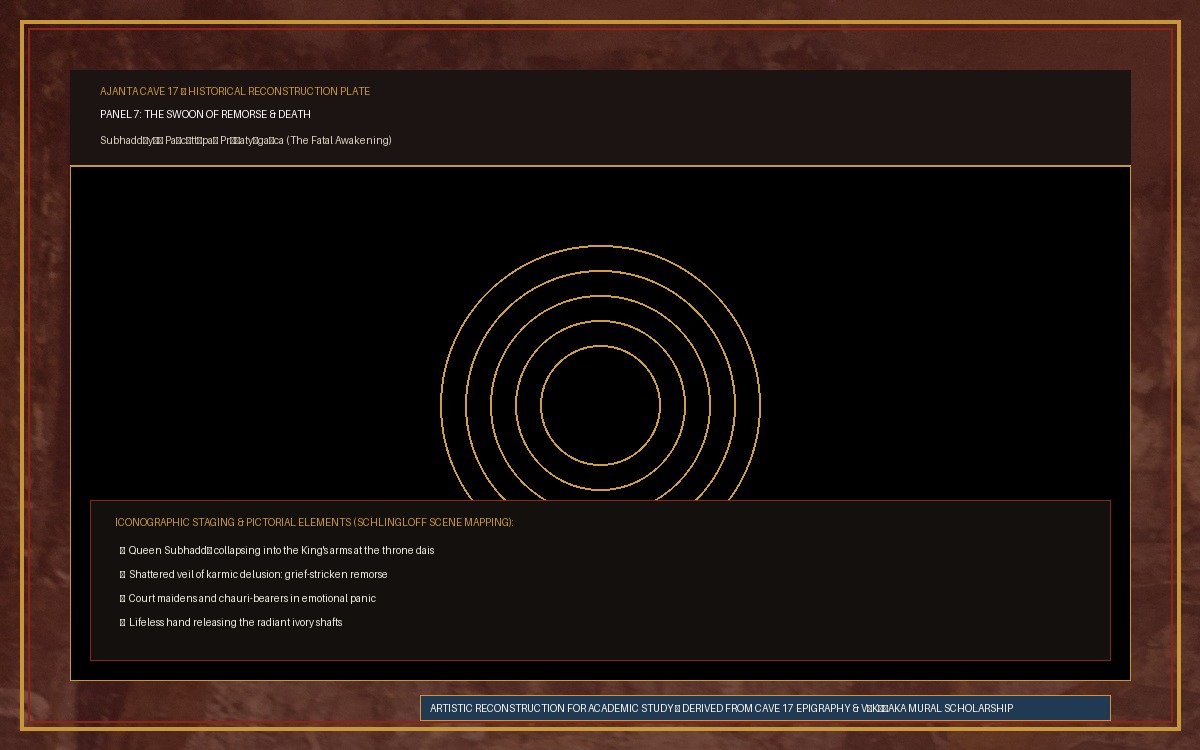 AJANTA CAVE 17 HISTORICAL RECONSTRUCTION PLATE
PANEL 7: THE SWOON OF REMORSE & DEATH
(The Fatal Awakening)
ICONOGRAPHIC STAGING & PICTORIAL ELEMENTS (SCHLINGLOFF SCENE MAPPING):
Queen collapsing into the King's arms at the throne dais
Shattered veil of karmic delusion: grief-stricken remorse
Court maidens and chauri-bearers in emotional panic
Lifeless hand releasing the radiant ivory shafts
ARTISTIC RECONSTRUCTION FOR ACADEMIC STUDY DERIVED FROM CAVE 17 EPIGRAPHY & MURAL SCHOLARSHIP